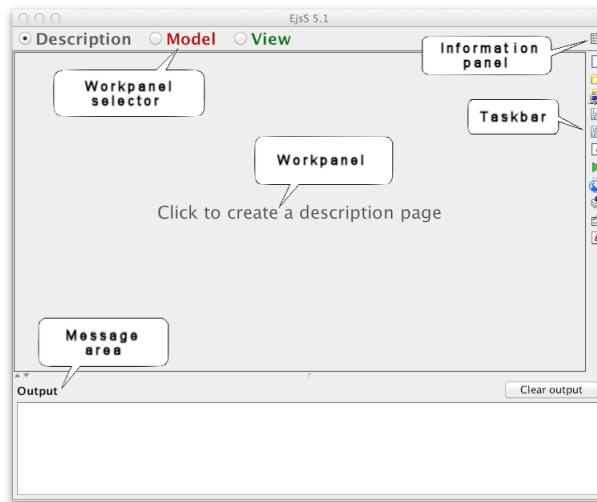 EjsS 5.1
Description Model View
Information
panel
Workpanel
selector
Taskbar
Workpanel
Click to create a description page
Message
area
Output
Clear output